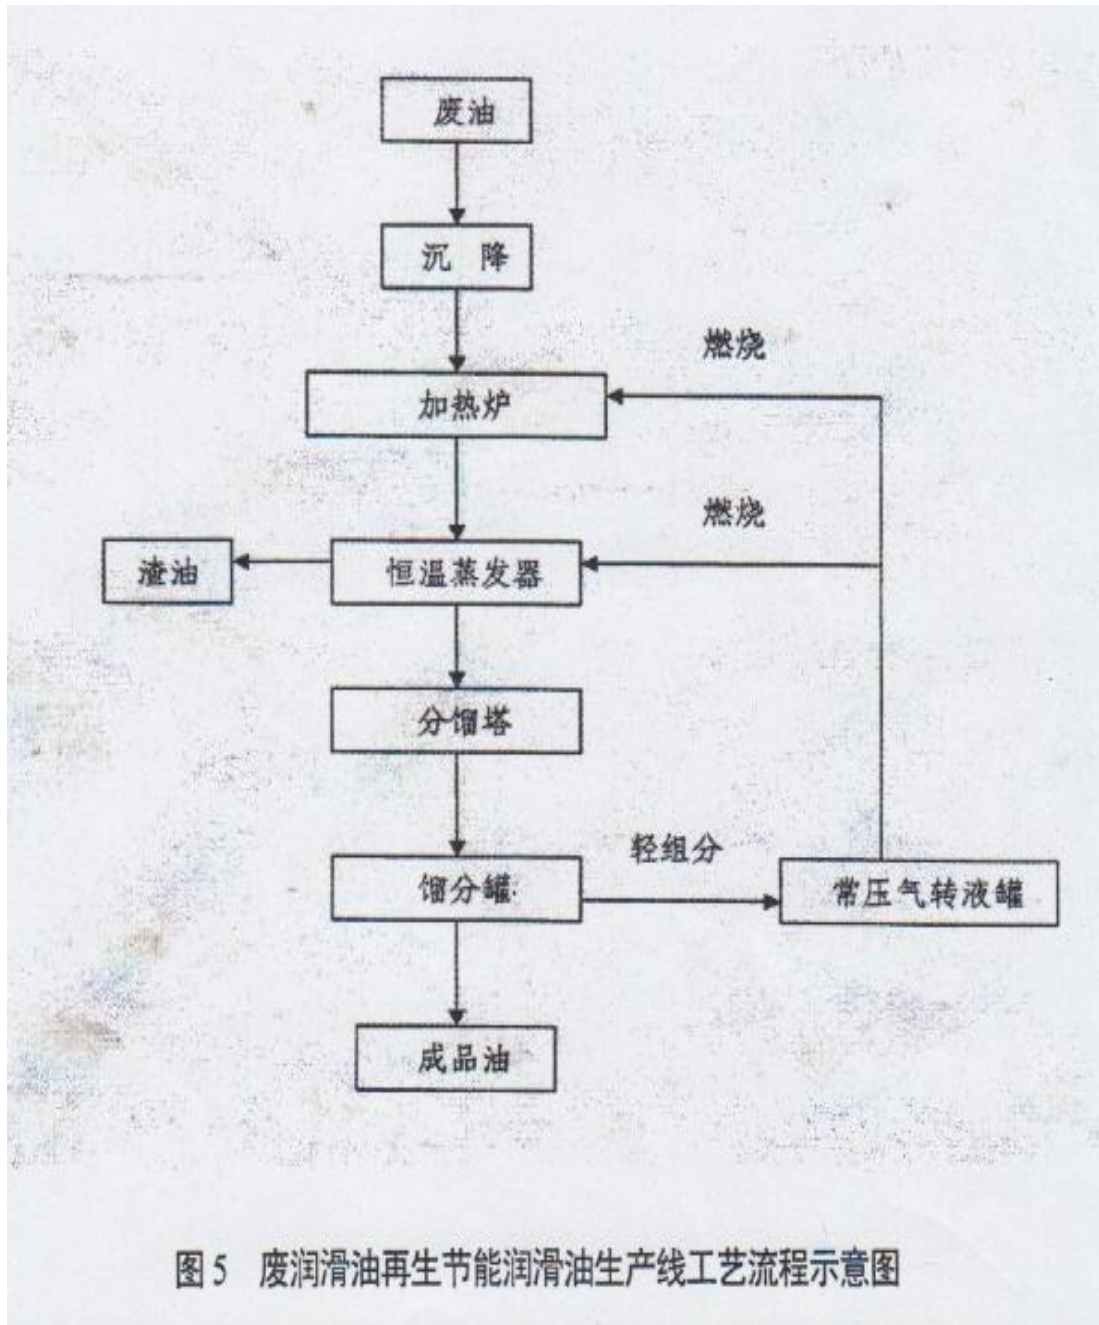 废油
沉 降
燃烧
加热炉
燃烧
渣油
恒温蒸发器
分馏塔
轻组分
馏分罐
常压气转液罐
成品油
图5 废润滑油再生节能润滑油生产线工艺流程示意图